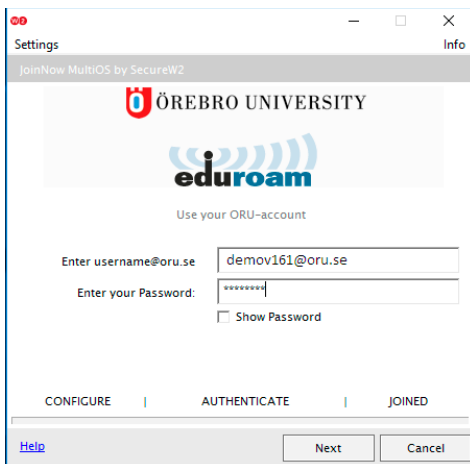 W2
Settings Info
JoinNow MultiOS by SecureW2
ö ÖREBRO UNIVERSITY
eduroam
Use your ORU-account
Enter username@oru.se demov161@oru.se
Enter your Password: ********
Show Password
CONFIGURE | AUTHENTICATE | JOINED
Help Next Cancel